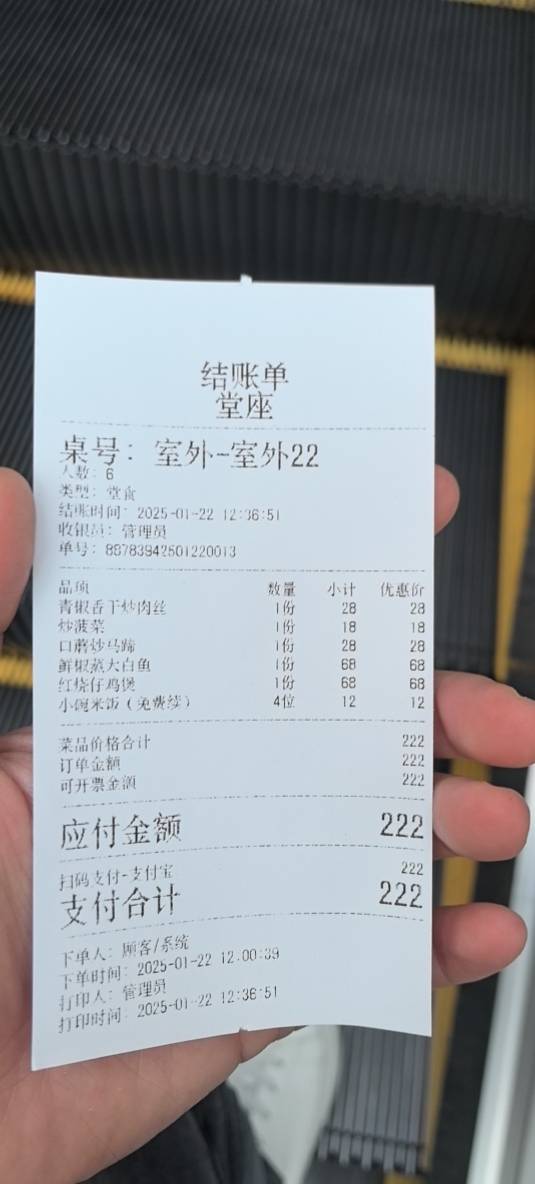 结账单
堂座
桌号: 室外-室外22
人数: 6
类型: 堂食
结账时间: 2025-01-22 12:36:51
收银员: 管理员
单号: 88783942501220013
品项 数量 小计 优惠价
青椒香干炒肉丝 1份 28 28
炒菠菜 1份 18 18
口蘑炒马蹄 1份 28 28
鲜椒蒸大白鱼 1份 68 68
红烧仔鸡煲 1份 68 68
小碗米饭(免费续) 4位 12 12
菜品价格合计 222
订单金额 222
可开票金额 222
应付金额 222
扫码支付-支付宝 222
支付合计 222
下单人: 顾客/系统
下单时间: 2025-01-22 12:00:39
打印人: 管理员
打印时间: 2025-01-22 12:36:51